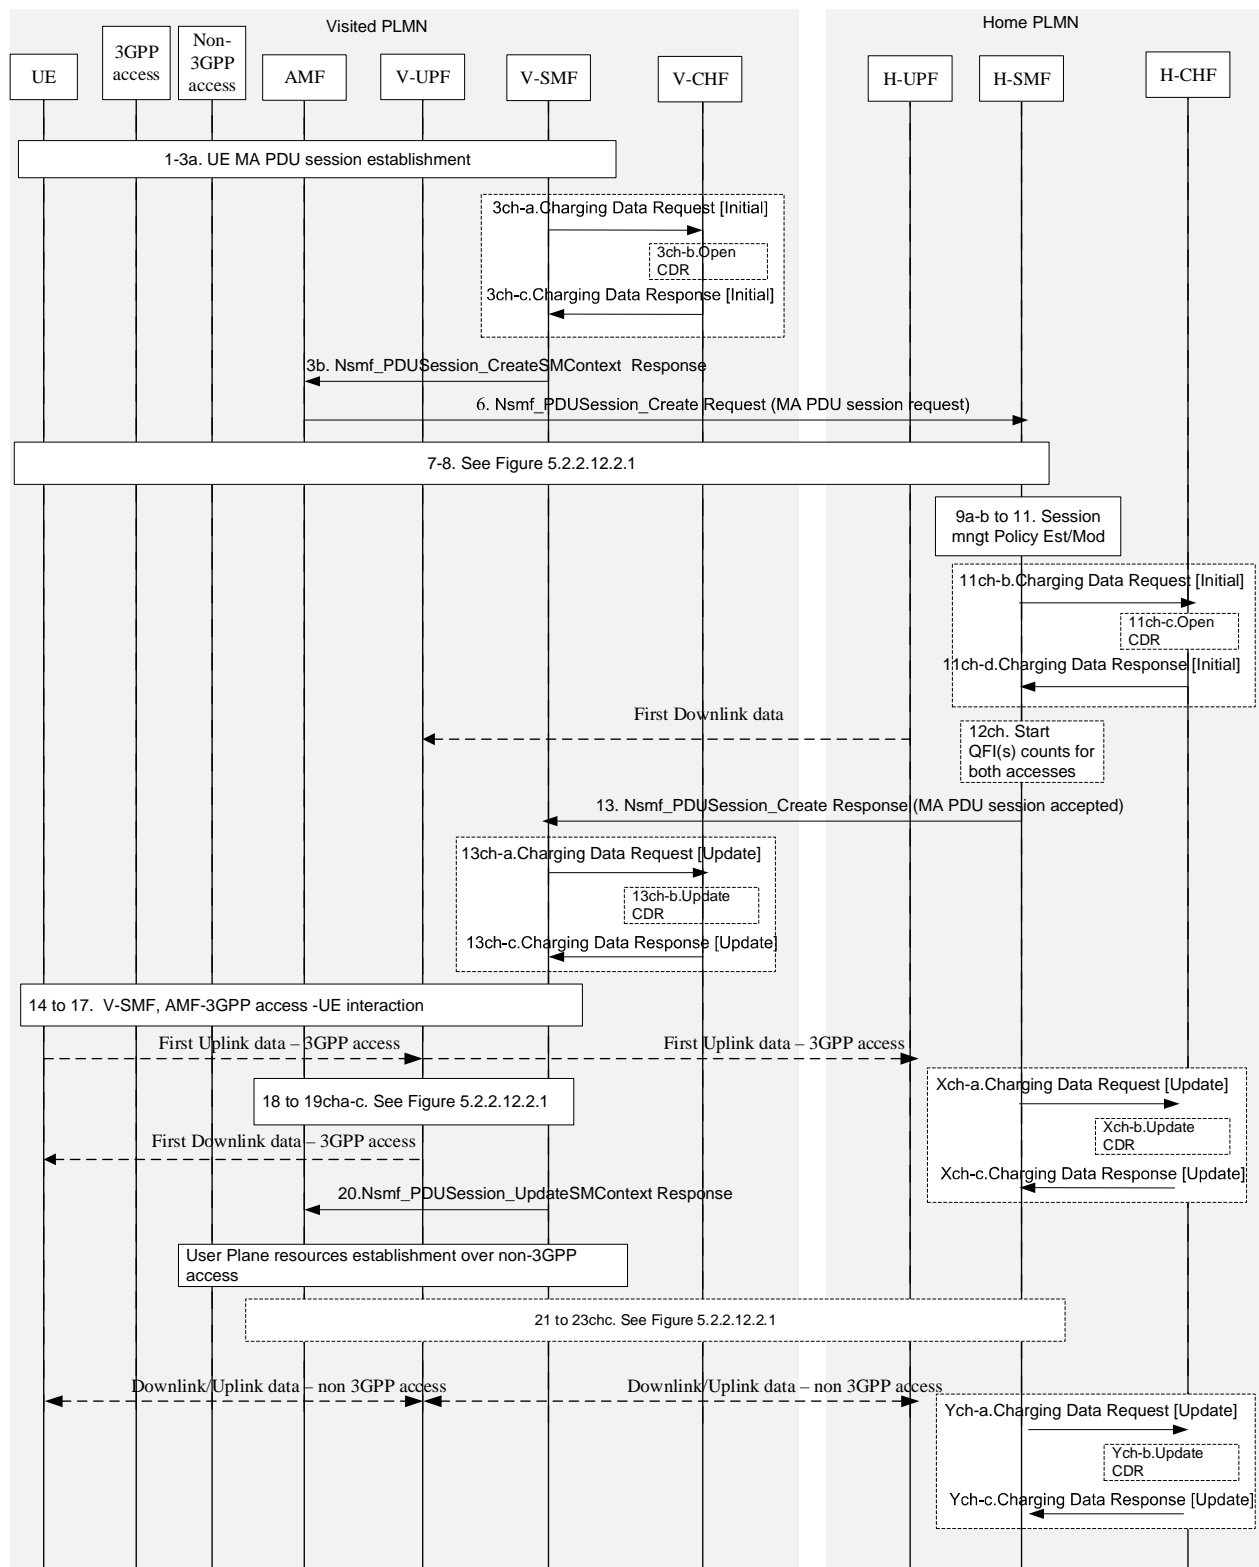 Visited PLMN
Home PLMN
UE
3GPP
access
Non-
3GPP
access
AMF
V-UPF
V-SMF
V-CHF
H-UPF
H-SMF
H-CHF
1-3a. UE MA PDU session establishment
3ch-a.Charging Data Request [Initial]
3ch-b.Open
CDR
3ch-c.Charging Data Response [Initial]
3b. Nsmf_PDUSession_CreateSMContext Response
6. Nsmf_PDUSession_Create Request (MA PDU session request)
7-8. See Figure 5.2.2.12.2.1
9a-b to 11. Session
mngt Policy Est/Mod
11ch-b.Charging Data Request [Initial]
11ch-c.Open
CDR
11ch-d.Charging Data Response [Initial]
First Downlink data
12ch. Start
QFI(s) counts for
both accesses
13. Nsmf_PDUSession_Create Response (MA PDU session accepted)
13ch-a.Charging Data Request [Update]
13ch-b.Update
CDR
13ch-c.Charging Data Response [Update]
14 to 17. V-SMF, AMF-3GPP access -UE interaction
First Uplink data – 3GPP access
First Uplink data – 3GPP access
18 to 19cha-c. See Figure 5.2.2.12.2.1
Xch-a.Charging Data Request [Update]
Xch-b.Update
CDR
Xch-c.Charging Data Response [Update]
First Downlink data – 3GPP access
20.Nsmf_PDUSession_UpdateSMContext Response
User Plane resources establishment over non-3GPP
access
21 to 23chc. See Figure 5.2.2.12.2.1
Downlink/Uplink data – non 3GPP access
Downlink/Uplink data – non 3GPP access
Ych-a.Charging Data Request [Update]
Ych-b.Update
CDR
Ych-c.Charging Data Response [Update]